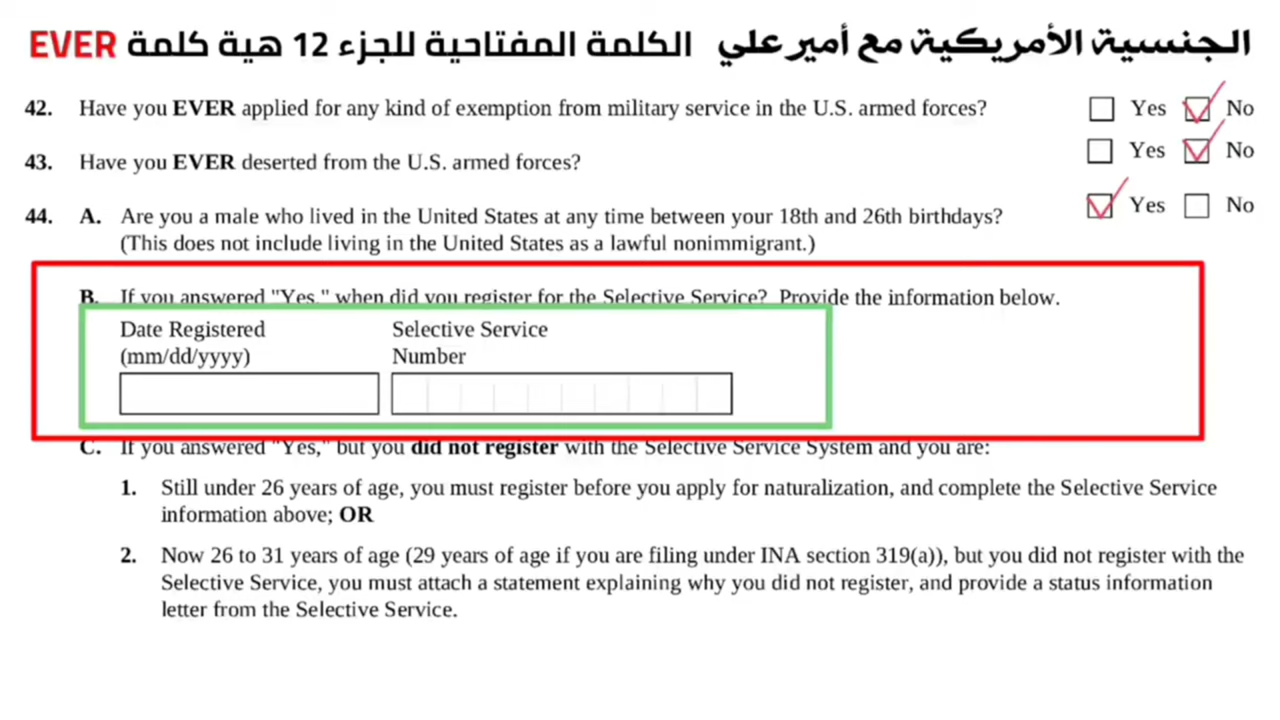 الجنسية الأمريكية مع أمير علي الكلمة المفتاحية للجزء 12 هية كلمة EVER
42. Have you EVER applied for any kind of exemption from military service in the U.S. armed forces? Yes No
43. Have you EVER deserted from the U.S. armed forces? Yes No
44. A. Are you a male who lived in the United States at any time between your 18th and 26th birthdays? Yes No
(This does not include living in the United States as a lawful nonimmigrant.)
B. If you answered "Yes," when did you register for the Selective Service? Provide the information below.
Date Registered Selective Service
(mm/dd/yyyy) Number
C. If you answered "Yes," but you did not register with the Selective Service System and you are:
1. Still under 26 years of age, you must register before you apply for naturalization, and complete the Selective Service
information above; OR
2. Now 26 to 31 years of age (29 years of age if you are filing under INA section 319(a)), but you did not register with the
Selective Service, you must attach a statement explaining why you did not register, and provide a status information
letter from the Selective Service.